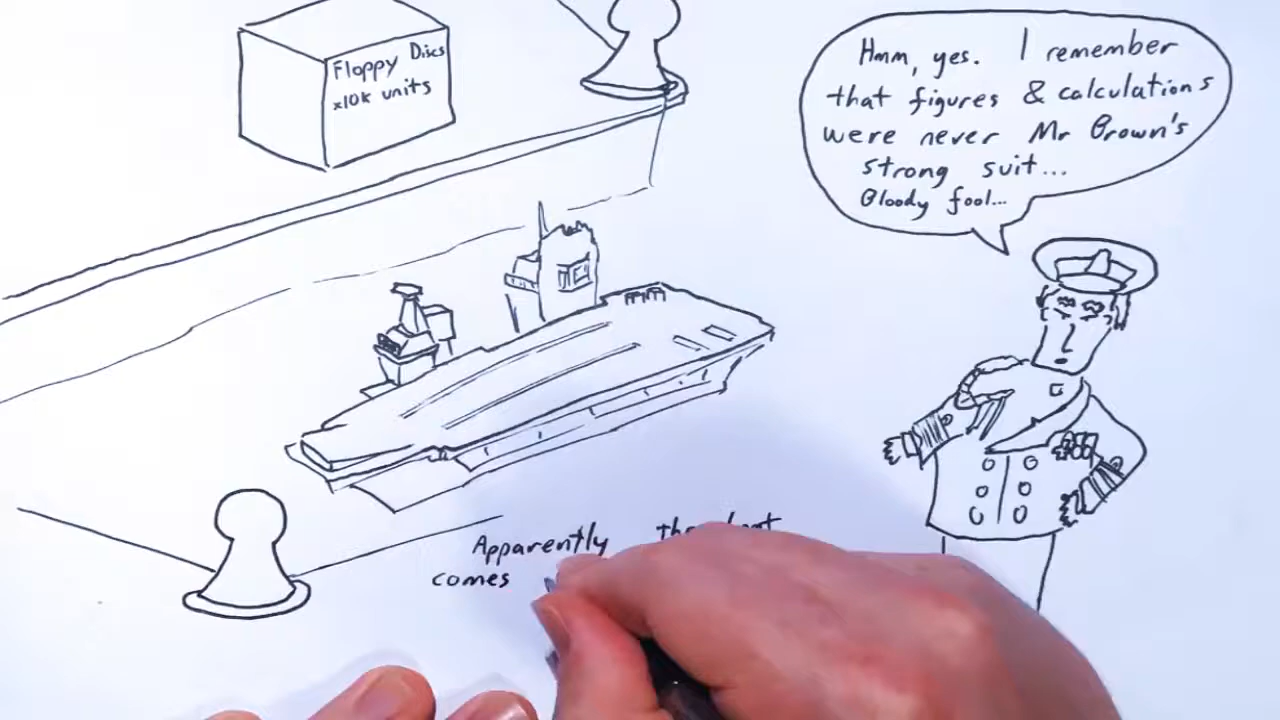 Floppy Discs
x10k units
Hmm, yes. I remember
that figures & calculations
were never Mr Brown's
strong suit...
Bloody fool...
Apparently
comes